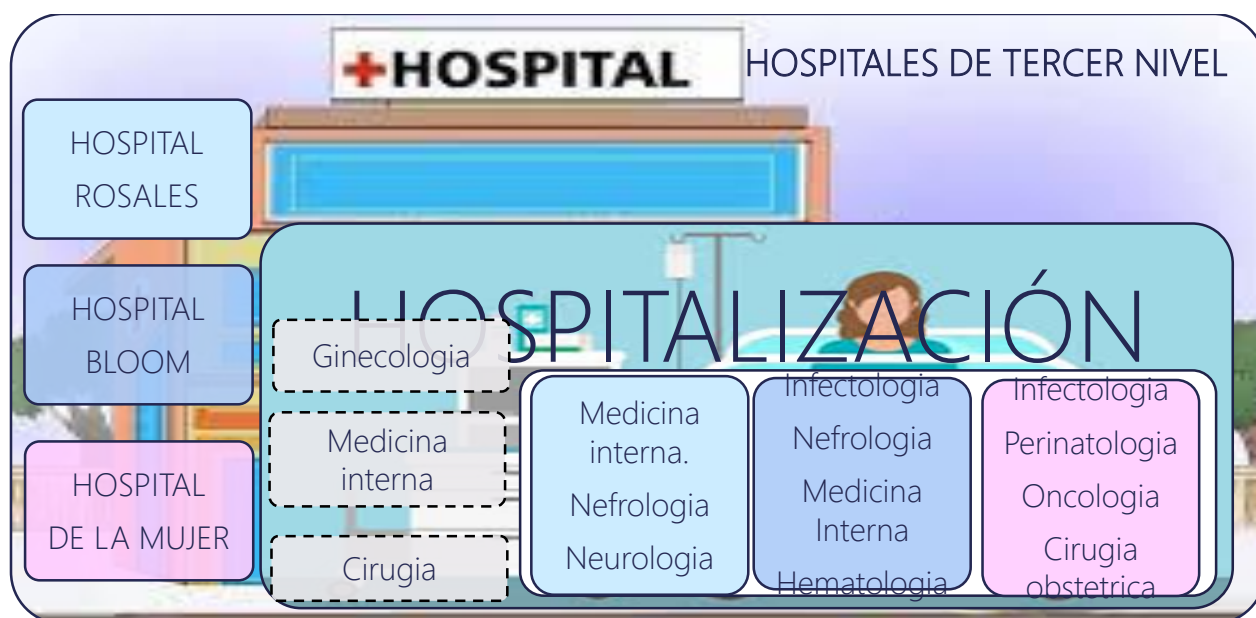 +HOSPITAL
HOSPITALES DE TERCER NIVEL
HOSPITAL
ROSALES
HOSPITAL
BLOOM
HOSPITAL
DE LA MUJER
HOSPITALIZACIÓN
Ginecologia
Medicina
interna
Cirugia
Medicina
interna.
Nefrologia
Neurologia
Infectologia
Nefrologia
Medicina
Interna
Hematologia
Infectologia
Perinatologia
Oncologia
Cirugia
obstetrica